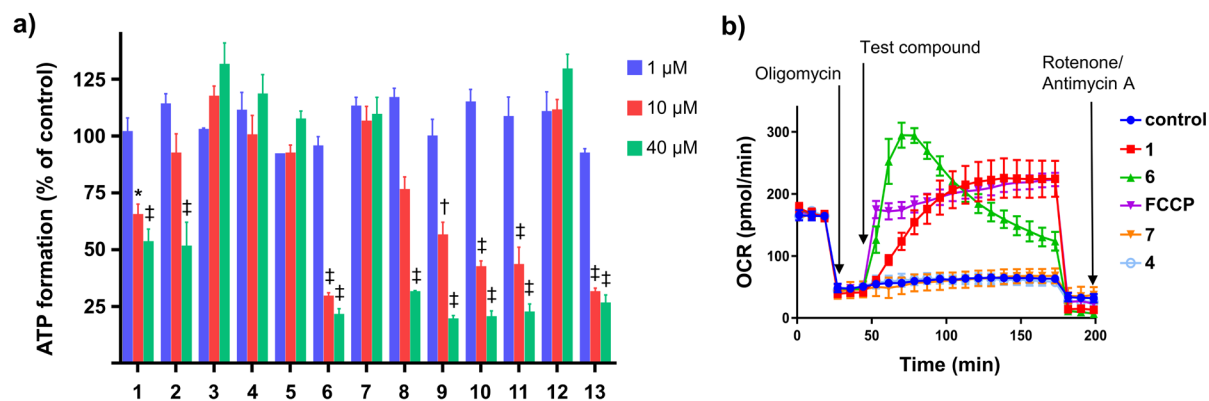 a)
ATP formation (% of control)
125
100
75
50
25
* ‡ ‡ ‡ ‡ ‡ † ‡ ‡ ‡ ‡ ‡ ‡ ‡
1 2 3 4 5 6 7 8 9 10 11 12 13
1 µM
10 µM
40 µM
b)
Test compound
Oligomycin
Rotenone/
Antimycin A
OCR (pmol/min)
300
200
100
0
0 50 100 150 200
Time (min)
control
1
6
FCCP
7
4